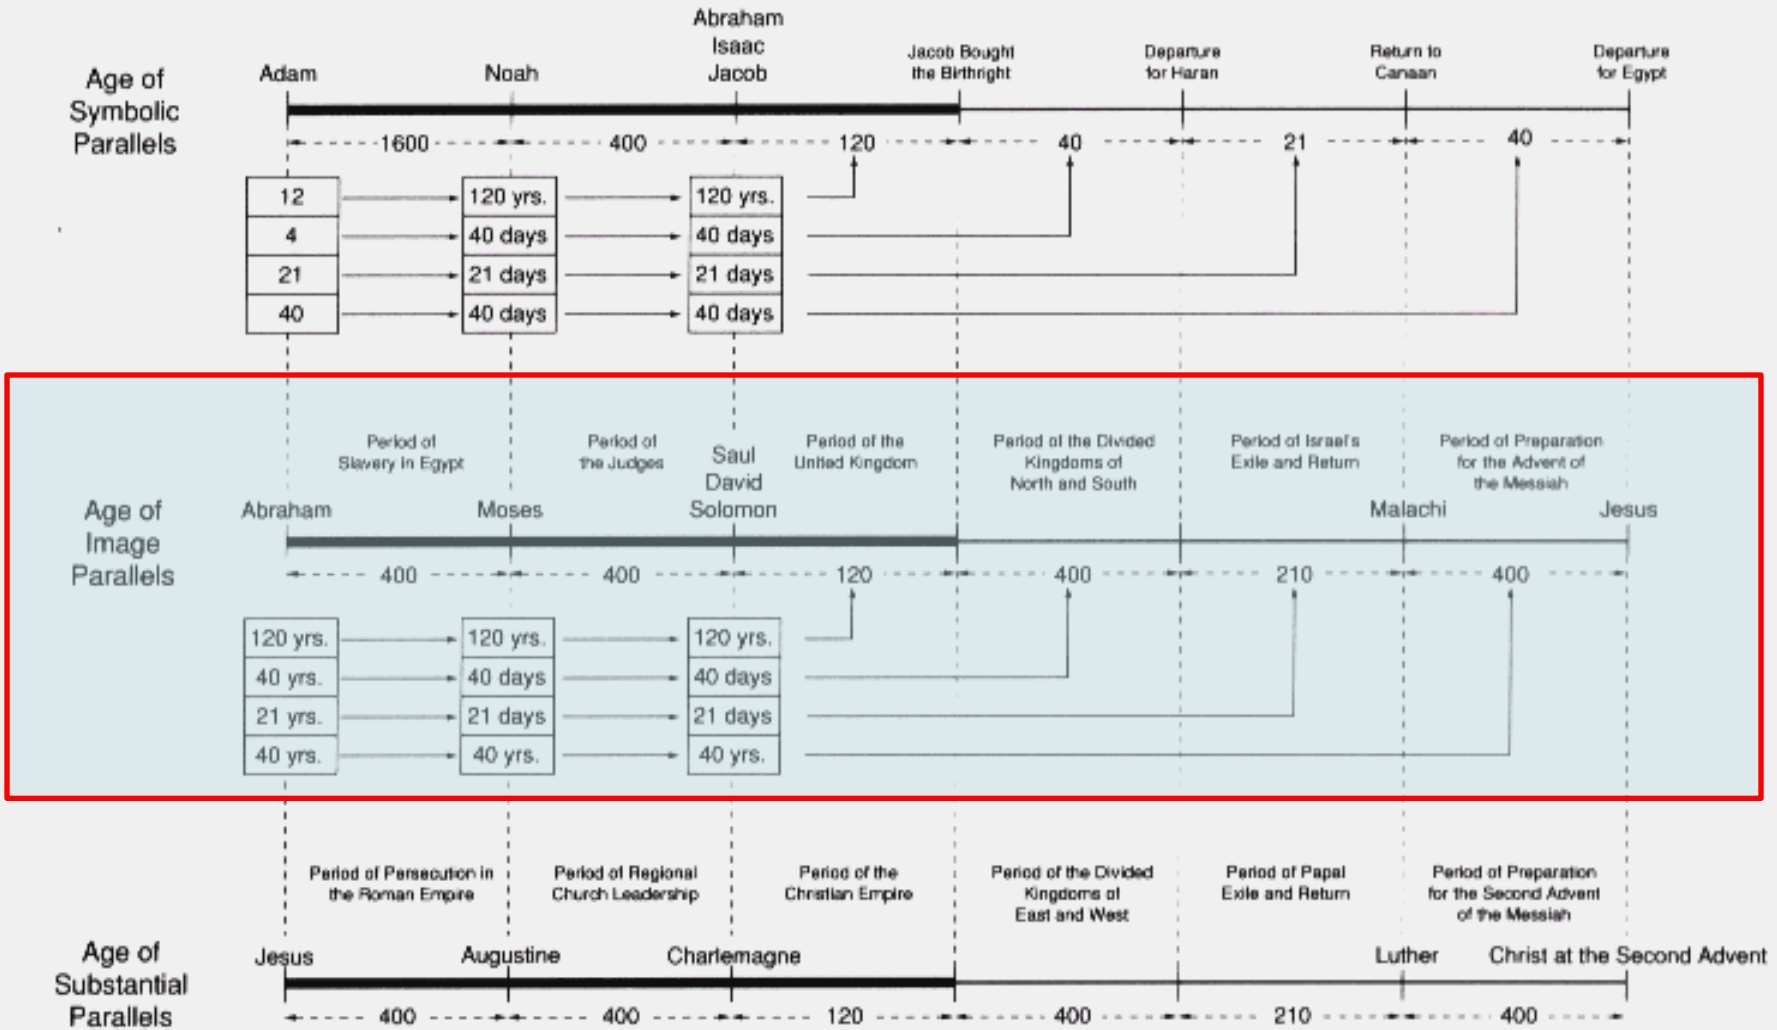 Age of
Symbolic
Parallels
Adam
Noah
Abraham
Isaac
Jacob
Jacob Bought
the Birthright
Departure
for Haran
Return to
Canaan
Departure
for Egypt
1600
400
120
40
21
40
12
120 yrs.
120 yrs.
4
40 days
40 days
21
21 days
21 days
40
40 days
40 days
Period of
Slavery in Egypt
Period of
the Judges
Period of the
United Kingdom
Period of the Divided
Kingdoms of
North and South
Period of Israel's
Exile and Return
Period of Preparation
for the Advent of
the Messiah
Age of
Image
Parallels
Abraham
Moses
Saul
David
Solomon
Malachi
Jesus
400
400
120
400
210
400
120 yrs.
120 yrs.
120 yrs.
40 yrs.
40 days
40 days
21 yrs.
21 days
21 days
40 yrs.
40 yrs.
40 yrs.
Period of Persecution in
the Roman Empire
Period of Regional
Church Leadership
Period of the
Christian Empire
Period of the Divided
Kingdoms of
East and West
Period of Papal
Exile and Return
Period of Preparation
for the Second Advent
of the Messiah
Age of
Substantial
Parallels
Jesus
Augustine
Charlemagne
Luther
Christ at the Second Advent
400
400
120
400
210
400